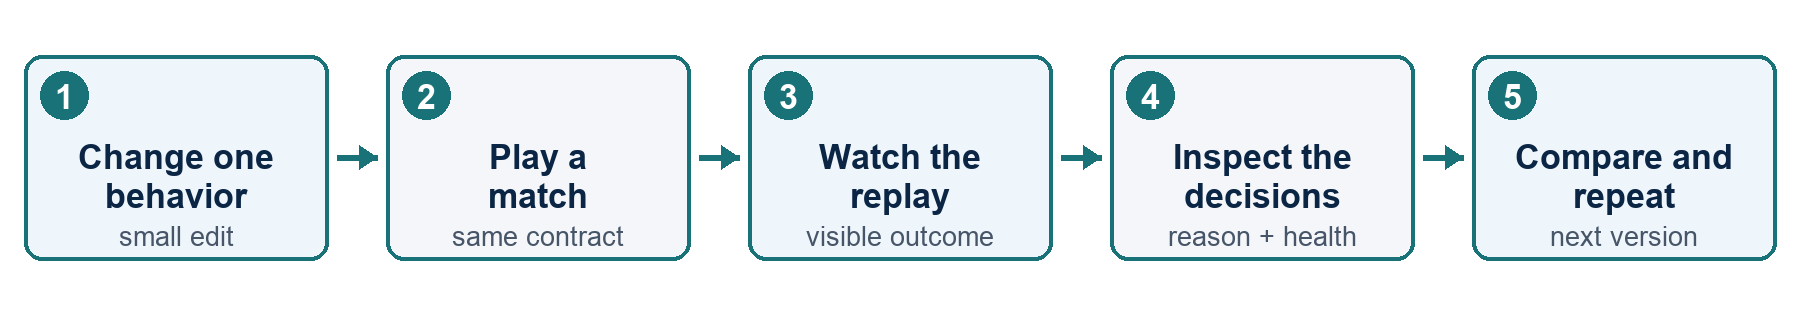 1
Change one
behavior
small edit
2
Play a
match
same contract
3
Watch the
replay
visible outcome
4
Inspect the
decisions
reason + health
5
Compare and
repeat
next version